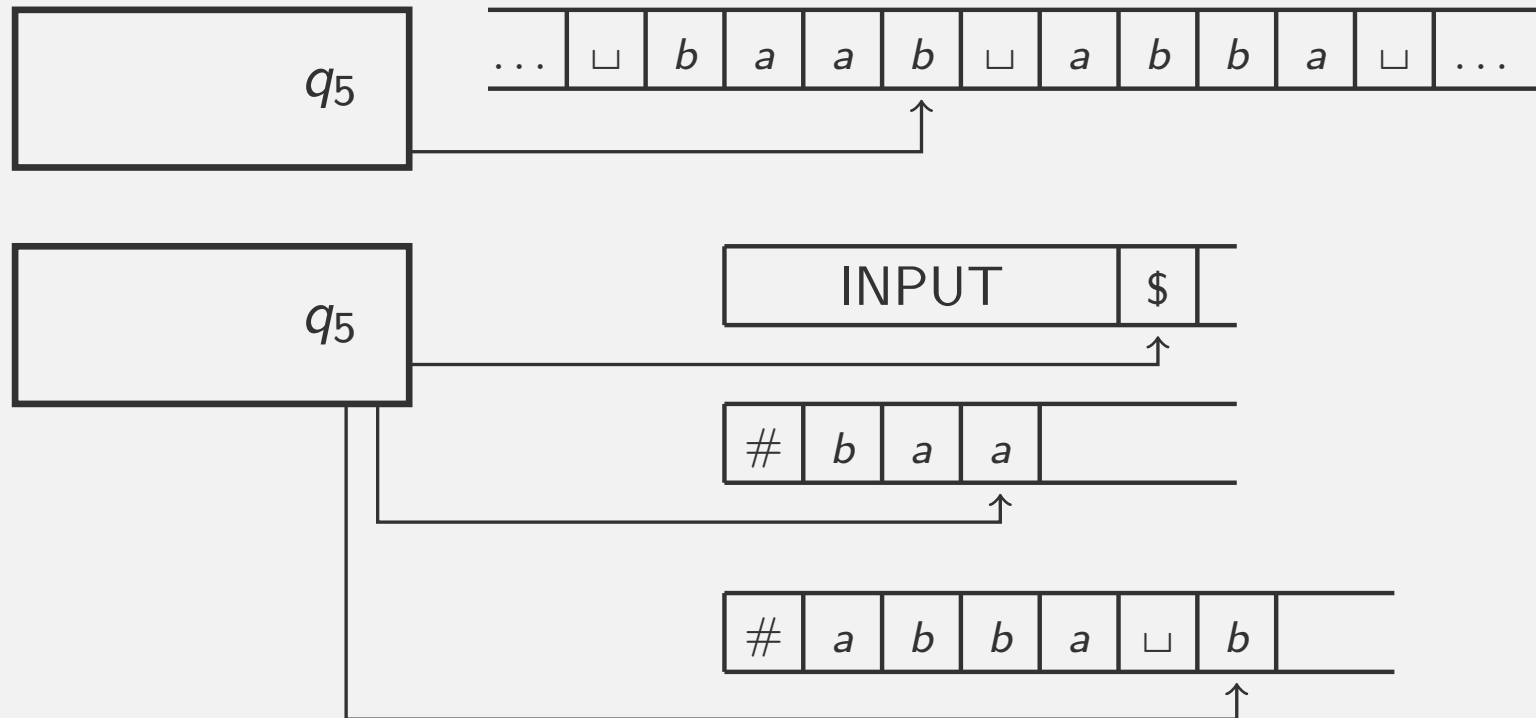 q5 ... ⊔ b a a b ⊔ a b b a ⊔ ...
q5 INPUT $
# b a a
# a b b a ⊔ b